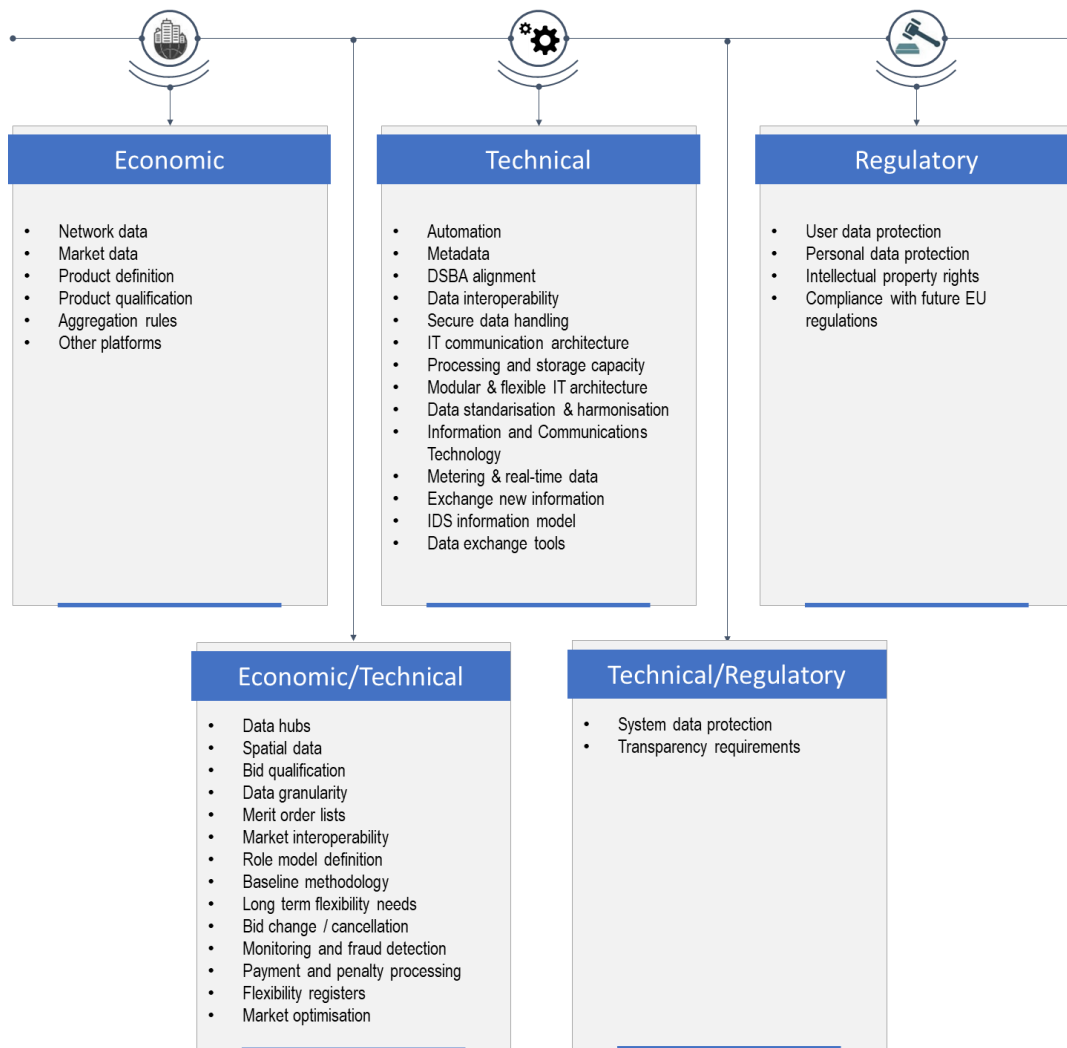 Economic
Network data
Market data
Product definition
Product qualification
Aggregation rules
Other platforms
Technical
Automation
Metadata
DSBA alignment
Data interoperability
Secure data handling
IT communication architecture
Processing and storage capacity
Modular & flexible IT architecture
Data standarisation & harmonisation
Information and Communications
Technology
Metering & real-time data
Exchange new information
IDS information model
Data exchange tools
Regulatory
User data protection
Personal data protection
Intellectual property rights
Compliance with future EU
regulations
Economic/Technical
Data hubs
Spatial data
Bid qualification
Data granularity
Merit order lists
Market interoperability
Role model definition
Baseline methodology
Long term flexibility needs
Bid change / cancellation
Monitoring and fraud detection
Payment and penalty processing
Flexibility registers
Market optimisation
Technical/Regulatory
System data protection
Transparency requirements